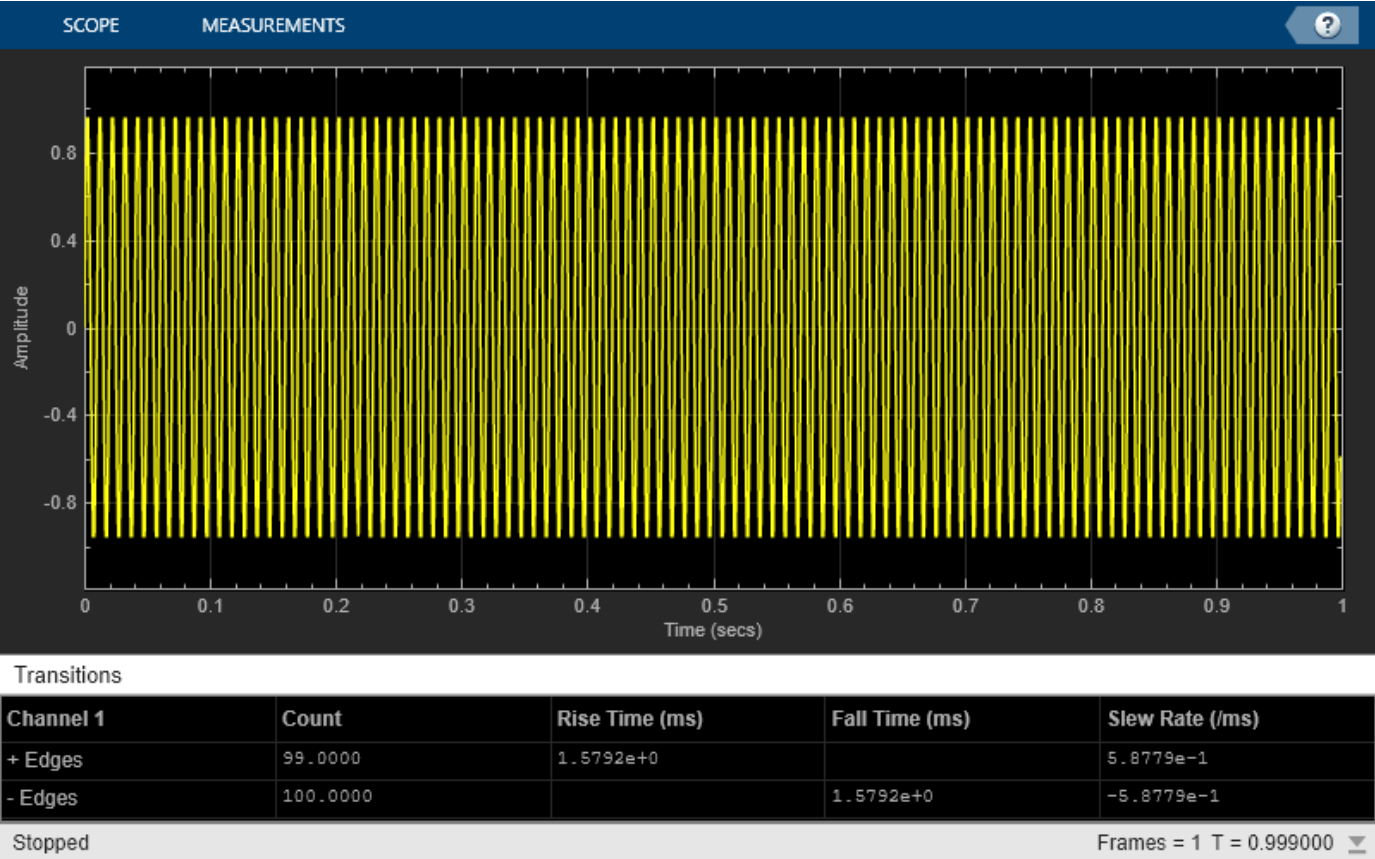 SCOPE MEASUREMENTS ?
0.8
0.4
0
-0.4
-0.8
Amplitude
0 0.1 0.2 0.3 0.4 0.5 0.6 0.7 0.8 0.9 1
Time (secs)
Transitions
Channel 1 Count Rise Time (ms) Fall Time (ms) Slew Rate (/ms)
+ Edges 99.0000 1.5792e+0 5.8779e-1
- Edges 100.0000 1.5792e+0 -5.8779e-1
Stopped Frames = 1 T = 0.999000